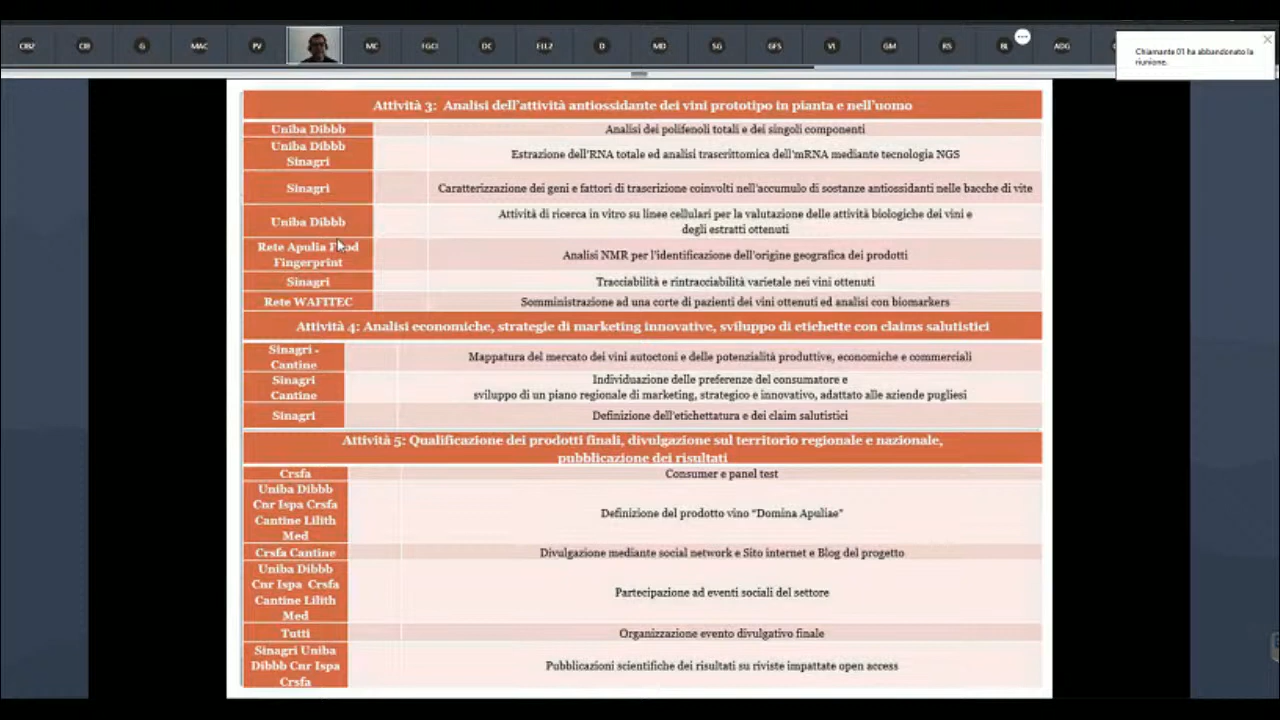 CB2
CB
G
MAC
PV
MC
FGCI
DC
ELL2
D
MD
SG
GFS
VL
GM
RS
BL
ADG
Chiamante 01 ha abbandonato la
riunione.
Attività 3: Analisi dell'attività antiossidante dei vini prototipo in pianta e nell'uomo
Uniba Dibbb
Analisi dei polifenoli totali e dei singoli componenti
Uniba Dibbb
Sinagri
Estrazione dell'RNA totale ed analisi trascrittomica dell'mRNA mediante tecnologia NGS
Sinagri
Caratterizzazione dei geni e fattori di trascrizione coinvolti nell'accumulo di sostanze antiossidanti nelle bacche di vite
Uniba Dibbb
Attività di ricerca in vitro su linee cellulari per la valutazione delle attività biologiche dei vini e
degli estratti ottenuti
Rete Apulia Food
Fingerprint
Analisi NMR per l'identificazione dell'origine geografica dei prodotti
Sinagri
Tracciabilità e rintracciabilità varietale nei vini ottenuti
Rete WAFITEC
Somministrazione ad una corte di pazienti dei vini ottenuti ed analisi con biomarkers
Attività 4: Analisi economiche, strategie di marketing innovative, sviluppo di etichette con claims salutistici
Sinagri -
Cantine
Mappatura del mercato dei vini autoctoni e delle potenzialità produttive, economiche e commerciali
Sinagri
Cantine
Individuazione delle preferenze del consumatore e
sviluppo di un piano regionale di marketing, strategico e innovativo, adattato alle aziende pugliesi
Sinagri
Definizione dell'etichettatura e dei claim salutistici
Attività 5: Qualificazione dei prodotti finali, divulgazione sul territorio regionale e nazionale,
pubblicazione dei risultati
Crsfa
Consumer e panel test
Uniba Dibbb
Cnr Ispa Crsfa
Cantine Lilith
Med
Definizione del prodotto vino "Domina Apuliae"
Crsfa Cantine
Divulgazione mediante social network e Sito internet e Blog del progetto
Uniba Dibbb
Cnr Ispa Crsfa
Cantine Lilith
Med
Partecipazione ad eventi sociali del settore
Tutti
Organizzazione evento divulgativo finale
Sinagri Uniba
Dibbb Cnr Ispa
Crsfa
Pubblicazioni scientifiche dei risultati su riviste impattate open access